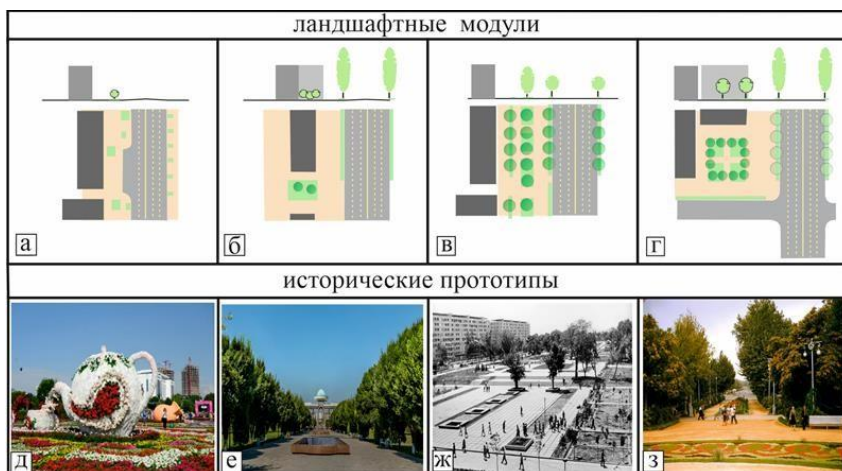 ландшафтные модули
а
б
в
г
исторические прототипы
д
е
ж
з